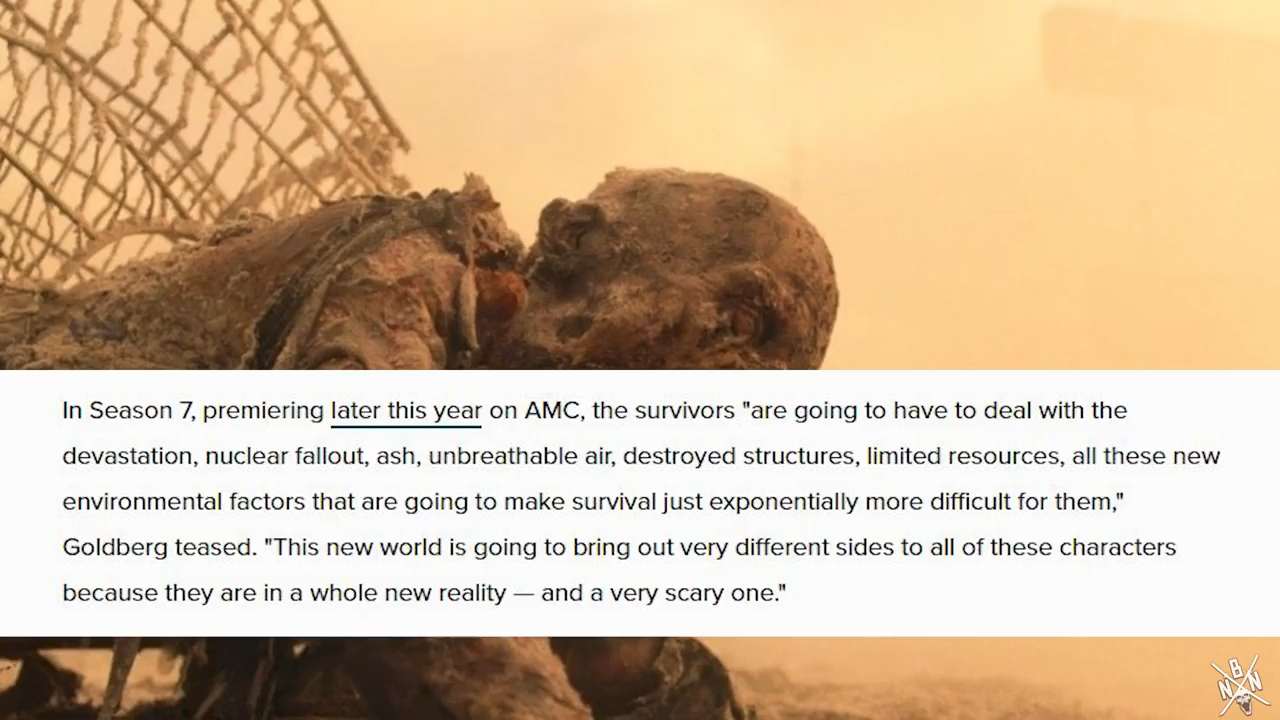 In Season 7, premiering later this year on AMC, the survivors "are going to have to deal with the
devastation, nuclear fallout, ash, unbreathable air, destroyed structures, limited resources, all these new
environmental factors that are going to make survival just exponentially more difficult for them,"
Goldberg teased. "This new world is going to bring out very different sides to all of these characters
because they are in a whole new reality — and a very scary one."
N B N